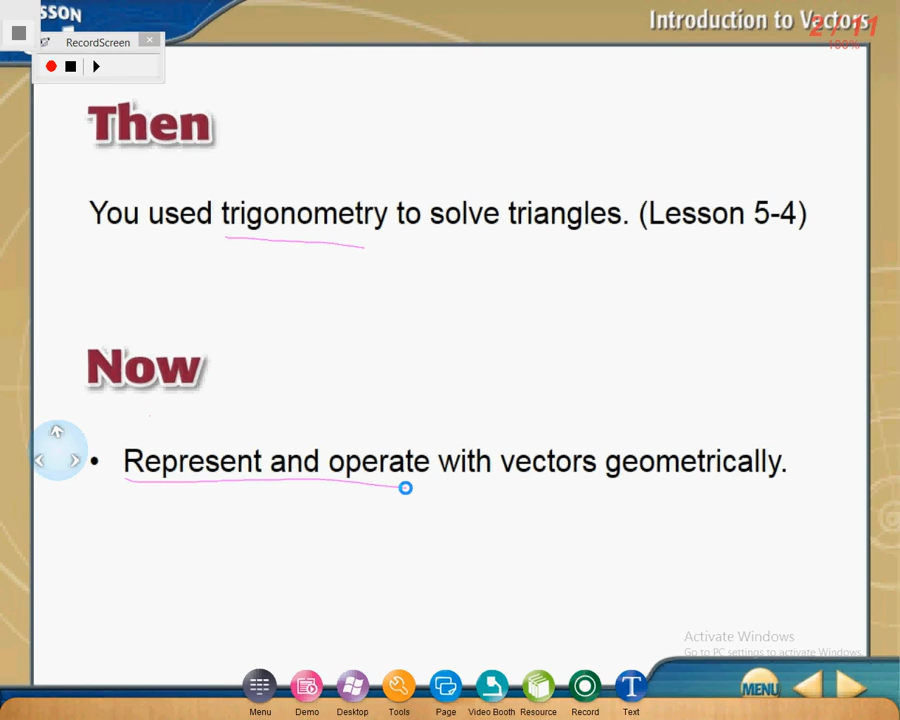 SSON
Introduction to Vectors
2 / 11
100%
RecordScreen
Then
You used trigonometry to solve triangles. (Lesson 5-4)
Now
• Represent and operate with vectors geometrically.
Activate Windows
Go to PC settings to activate Windows.
MENU
T
Menu Demo Desktop Tools Page Video Booth Resource Record Text